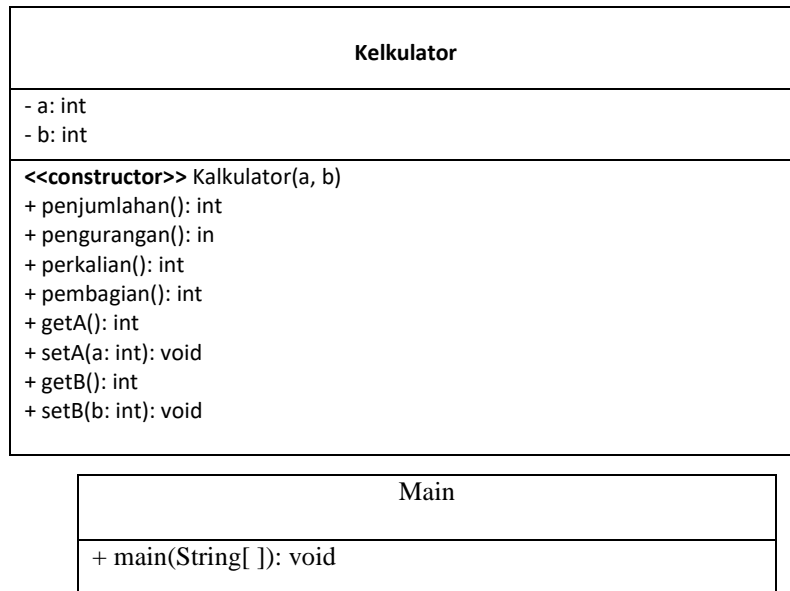 Kelkulator
- a: int
- b: int
<<constructor>> Kalkulator(a, b)
+ penjumlahan(): int
+ pengurangan(): in
+ perkalian(): int
+ pembagian(): int
+ getA(): int
+ setA(a: int): void
+ getB(): int
+ setB(b: int): void
Main
+ main(String[ ]): void